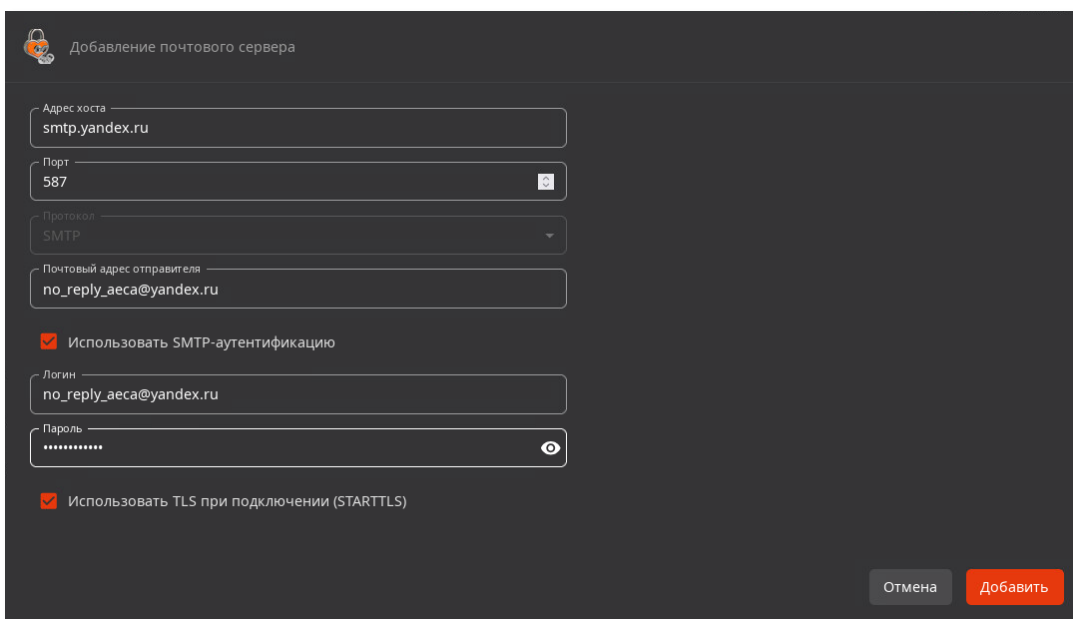 Добавление почтового сервера
Адрес хоста
smtp.yandex.ru
Порт
587
Протокол
SMTP
Почтовый адрес отправителя
no_reply_aeca@yandex.ru
Использовать SMTP-аутентификацию
Логин
no_reply_aeca@yandex.ru
Пароль
••••••••••••
Использовать TLS при подключении (STARTTLS)
Отмена
Добавить